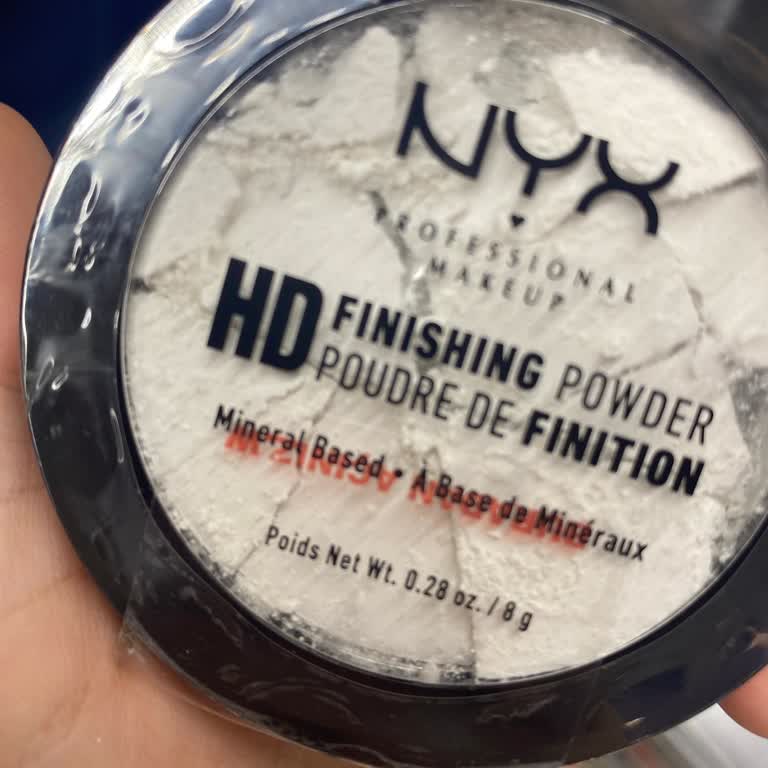 NYX
PROFESSIONAL
MAKEUP
HD FINISHING POWDER
POUDRE DE FINITION
Mineral Based • À Base de Minéraux
Poids Net Wt. 0.28 oz. / 8 g